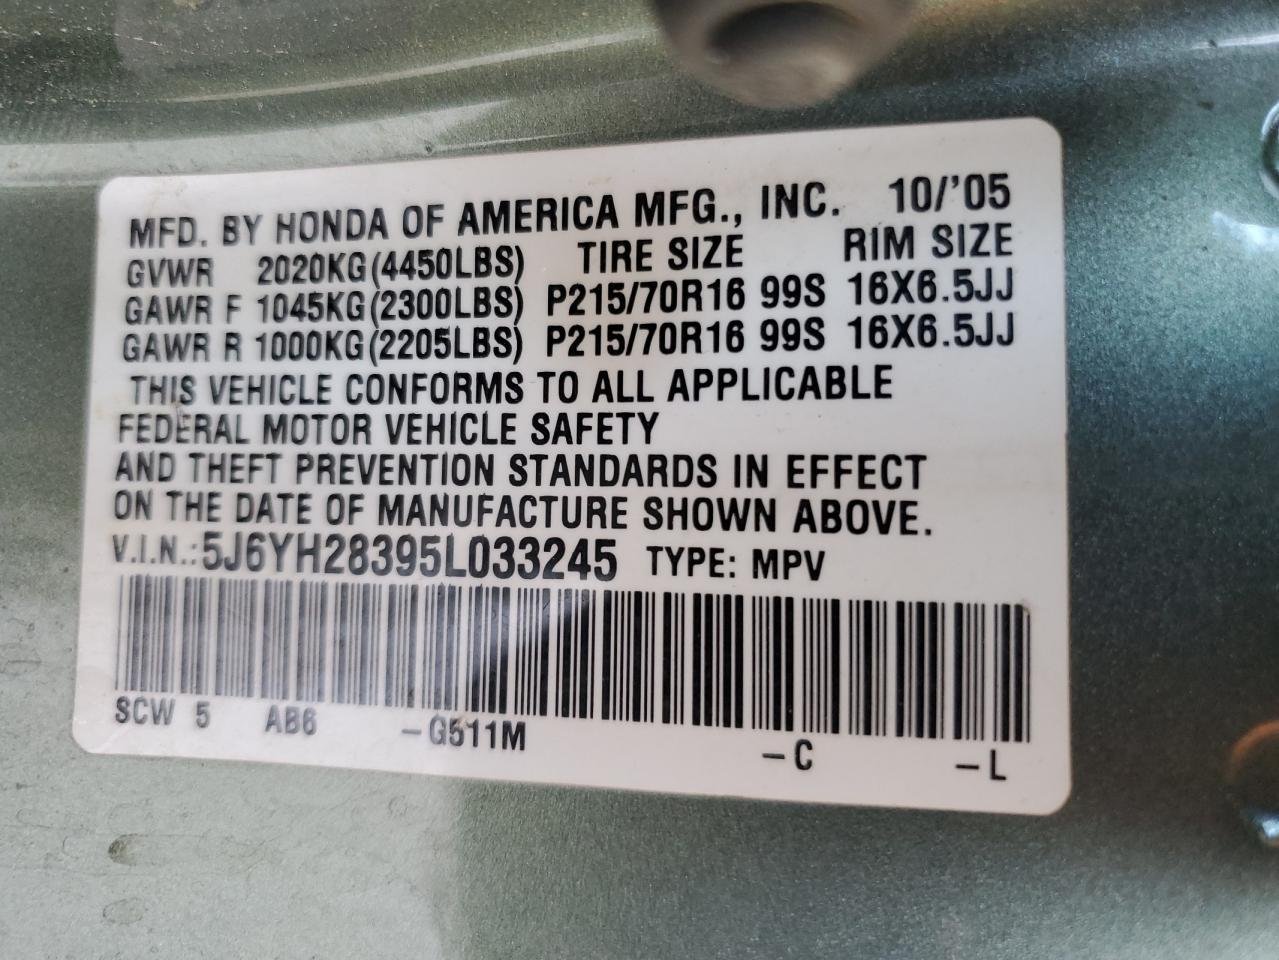 MFD. BY HONDA OF AMERICA MFG., INC. 10/'05
GVWR 2020KG(4450LBS) TIRE SIZE RIM SIZE
GAWR F 1045KG(2300LBS) P215/70R16 99S 16X6.5JJ
GAWR R 1000KG(2205LBS) P215/70R16 99S 16X6.5JJ
THIS VEHICLE CONFORMS TO ALL APPLICABLE
FEDERAL MOTOR VEHICLE SAFETY
AND THEFT PREVENTION STANDARDS IN EFFECT
ON THE DATE OF MANUFACTURE SHOWN ABOVE.
V.I.N.:5J6YH28395L033245 TYPE: MPV
SCW 5 AB6 -G511M -C -L